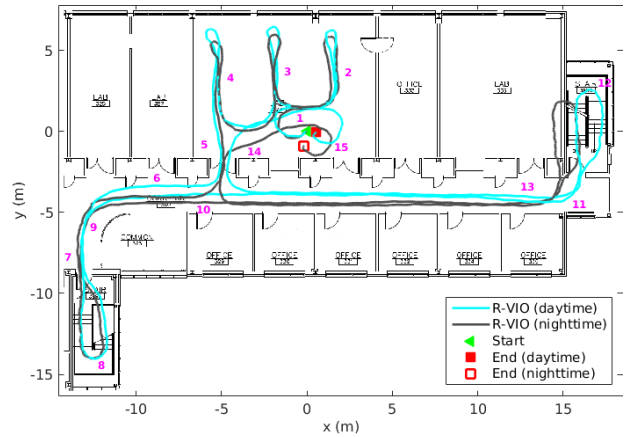 10
5
0
-5
-10
-15
y (m)
-10
-5
0
5
10
15
x (m)
1
2
3
4
5
6
7
8
9
10
11
12
13
14
15
LAB
OFFICE
LAB
OFFICE
OFFICE
OFFICE
OFFICE
OFFICE
OFFICE
COMMON
R-VIO (daytime)
R-VIO (nighttime)
Start
End (daytime)
End (nighttime)